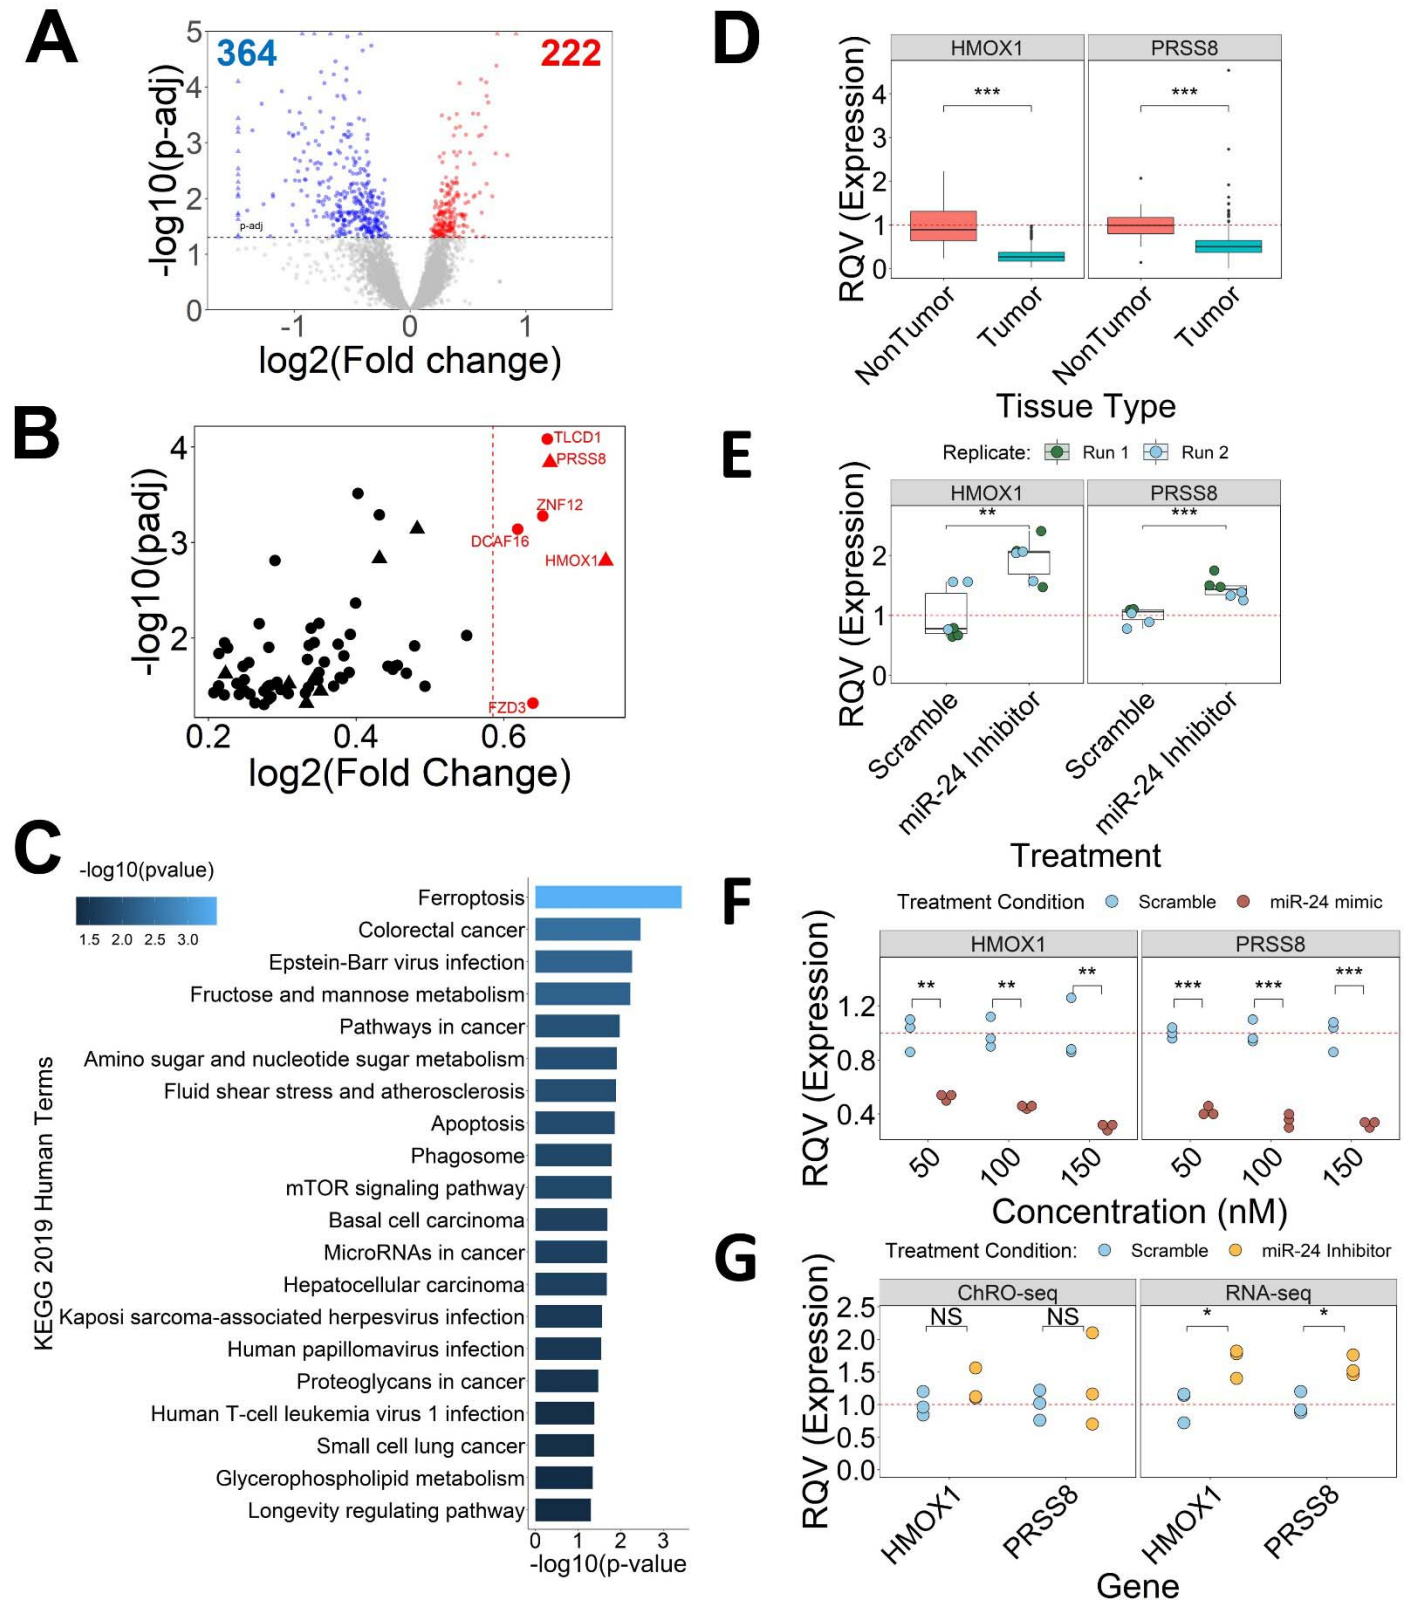 A
364
222
5
4
3
2
1
0
p-adj
-1
0
1
-log10(p-adj)
log2(Fold change)
B
TLCD1
PRSS8
ZNF12
DCAF16
HMOX1
FZD3
4
3
2
0.2
0.4
0.6
-log10(padj)
log2(Fold Change)
C
-log10(pvalue)
1.5 2.0 2.5 3.0
KEGG 2019 Human Terms
Ferroptosis
Colorectal cancer
Epstein-Barr virus infection
Fructose and mannose metabolism
Pathways in cancer
Amino sugar and nucleotide sugar metabolism
Fluid shear stress and atherosclerosis
Apoptosis
Phagosome
mTOR signaling pathway
Basal cell carcinoma
MicroRNAs in cancer
Hepatocellular carcinoma
Kaposi sarcoma-associated herpesvirus infection
Human papillomavirus infection
Proteoglycans in cancer
Human T-cell leukemia virus 1 infection
Small cell lung cancer
Glycerophospholipid metabolism
Longevity regulating pathway
0 1 2 3
-log10(p-value
D
HMOX1
PRSS8
***
***
4
3
2
1
0
RQV (Expression)
NonTumor
Tumor
NonTumor
Tumor
Tissue Type
E
Replicate: Run 1 Run 2
HMOX1
PRSS8
**
***
2
1
0
RQV (Expression)
Scramble
miR-24 Inhibitor
Scramble
miR-24 Inhibitor
Treatment
F
Treatment Condition Scramble miR-24 mimic
HMOX1
PRSS8
**
**
**
***
***
***
1.2
0.8
0.4
RQV (Expression)
50
100
150
50
100
150
Concentration (nM)
G
Treatment Condition: Scramble miR-24 Inhibitor
ChRO-seq
RNA-seq
NS
NS
*
*
2.5
2.0
1.5
1.0
0.5
0.0
RQV (Expression)
HMOX1
PRSS8
HMOX1
PRSS8
Gene